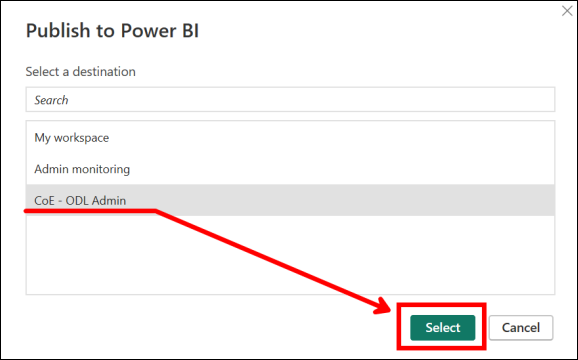 Publish to Power BI
Select a destination
Search
My workspace
Admin monitoring
CoE - ODL Admin
Select Cancel